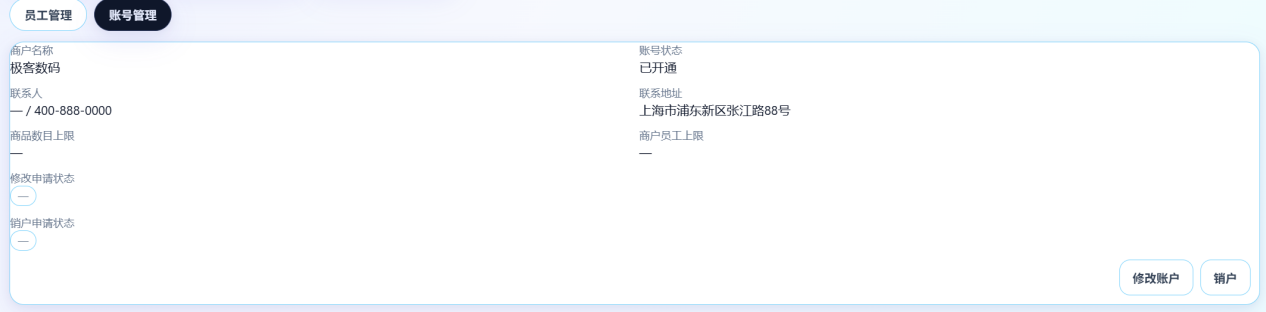 员工管理 账号管理
商户名称 账号状态
极客数码 已开通
联系人 联系地址
— / 400-888-0000 上海市浦东新区张江路88号
商品数目上限 商户员工上限
— —
修改申请状态
—
销户申请状态
—
修改账户 销户